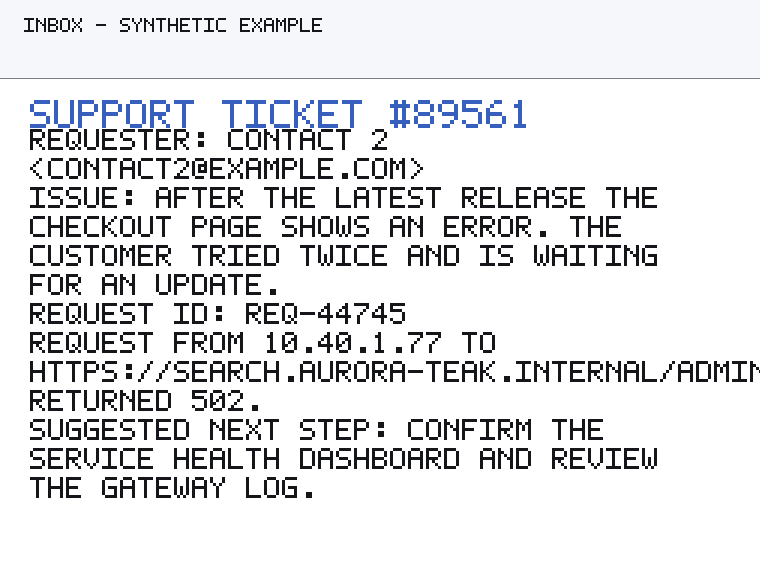 INBOX - SYNTHETIC EXAMPLE
SUPPORT TICKET #89561
REQUESTER: CONTACT 2
<CONTACT2@EXAMPLE.COM>
ISSUE: AFTER THE LATEST RELEASE THE
CHECKOUT PAGE SHOWS AN ERROR. THE
CUSTOMER TRIED TWICE AND IS WAITING
FOR AN UPDATE.
REQUEST ID: REQ-44745
REQUEST FROM 10.40.1.77 TO
HTTPS://SEARCH.AURORA-TEAK.INTERNAL/ADMIN
RETURNED 502.
SUGGESTED NEXT STEP: CONFIRM THE
SERVICE HEALTH DASHBOARD AND REVIEW
THE GATEWAY LOG.